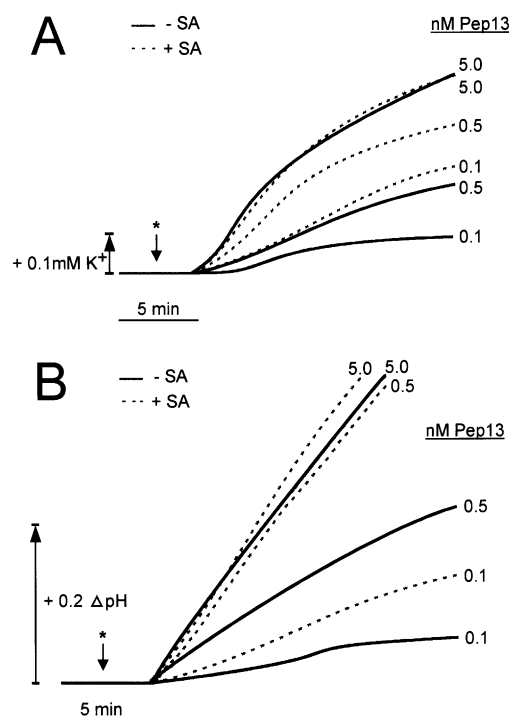 A
- SA
+ SA
nM Pep13
5.0
5.0
0.5
0.1
0.5
0.1
*
+ 0.1mM K+
5 min
B
- SA
+ SA
5.0 5.0
0.5
nM Pep13
0.5
0.1
0.1
+ 0.2 △pH
*
5 min